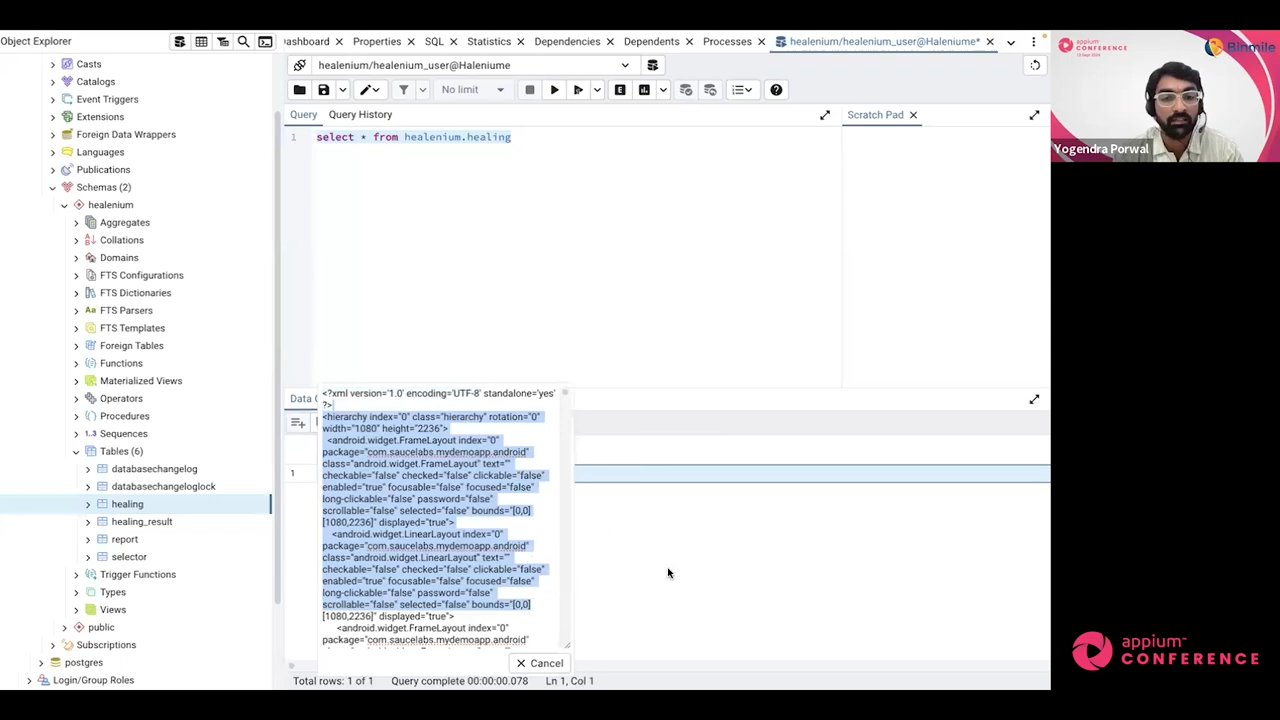 Object Explorer
Dashboard
Properties
SQL
Statistics
Dependencies
Dependents
Processes
healenium/healenium_user@Haleniume*
Casts
Catalogs
Event Triggers
Extensions
Foreign Data Wrappers
Languages
Publications
Schemas (2)
healenium
Aggregates
Collations
Domains
FTS Configurations
FTS Dictionaries
FTS Parsers
FTS Templates
Foreign Tables
Functions
Materialized Views
Operators
Procedures
Sequences
Tables (6)
databasechangelog
databasechangeloglock
healing
healing_result
report
selector
Trigger Functions
Types
Views
public
Subscriptions
postgres
Login/Group Roles
healenium/healenium_user@Haleniume
No limit
Query
Query History
Scratch Pad
1 select * from healenium.healing
Data
1
<?xml version='1.0' encoding='UTF-8' standalone='yes'
?>
<hierarchy index="0" class="hierarchy" rotation="0"
width="1080" height="2236">
<android.widget.FrameLayout index="0"
package="com.saucelabs.mydemoapp.android"
class="android.widget.FrameLayout" text=""
checkable="false" checked="false" clickable="false"
enabled="true" focusable="false" focused="false"
long-clickable="false" password="false"
scrollable="false" selected="false" bounds="[0,0]
[1080,2236]" displayed="true">
<android.widget.LinearLayout index="0"
package="com.saucelabs.mydemoapp.android"
class="android.widget.LinearLayout" text=""
checkable="false" checked="false" clickable="false"
enabled="true" focusable="false" focused="false"
long-clickable="false" password="false"
scrollable="false" selected="false" bounds="[0,0]
[1080,2236]" displayed="true">
<android.widget.FrameLayout index="0"
package="com.saucelabs.mydemoapp.android"
Cancel
Total rows: 1 of 1
Query complete 00:00:00.078
Ln 1, Col 1
appium
CONFERENCE
Binmile
Yogendra Porwal
appium
CONFERENCE